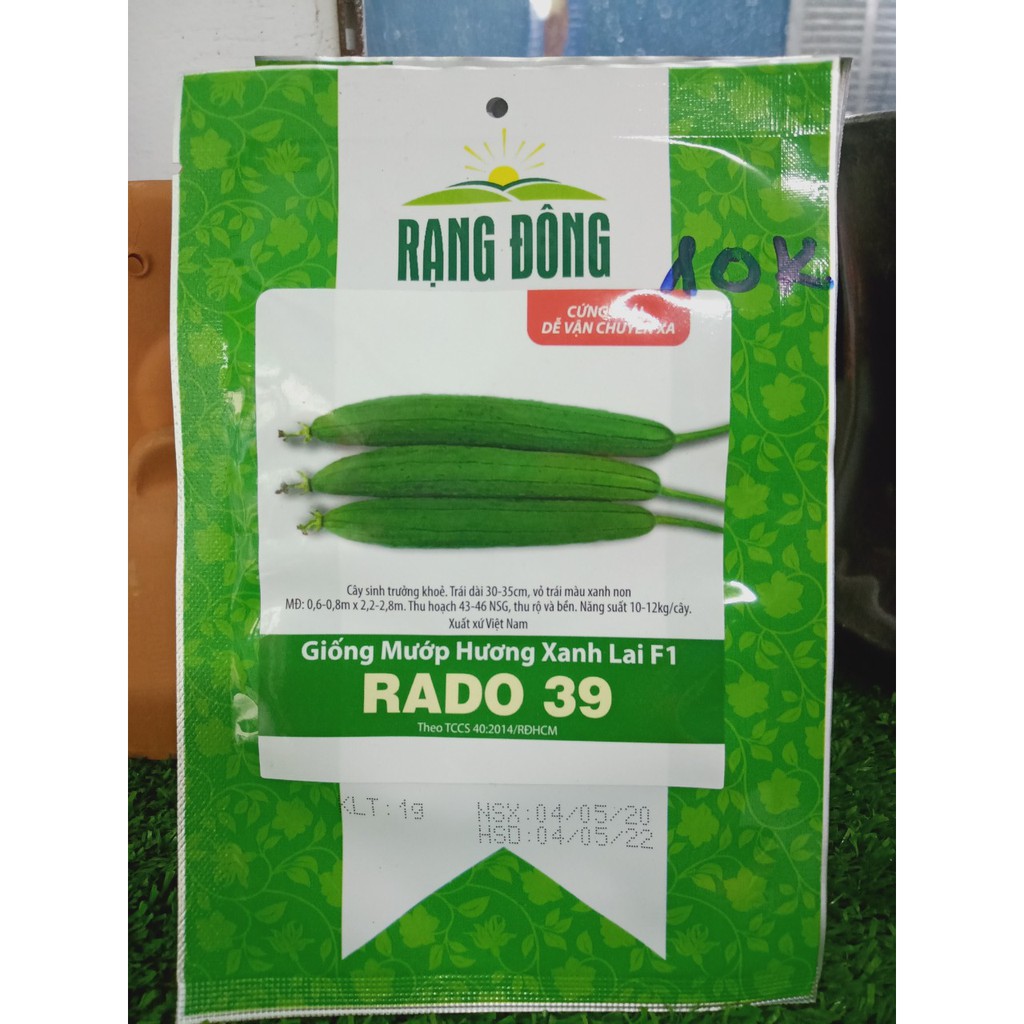 RẠNG ĐÔNG
10K
CỨNG
DỄ VẬN CHUYỂN XA
Cây sinh trưởng khoẻ. Trái dài 30-35cm, vỏ trái màu xanh non
MĐ: 0,6-0,8m x 2,2-2,8m. Thu hoạch 43-46 NSG, thu rộ và bền. Năng suất 10-12kg/cây.
Xuất xứ Việt Nam
Giống Mướp Hương Xanh Lai F1
RADO 39
Theo TCCS 40:2014/RĐHCM
KLT:1g
NSX:04/05/20
HSD:04/05/22